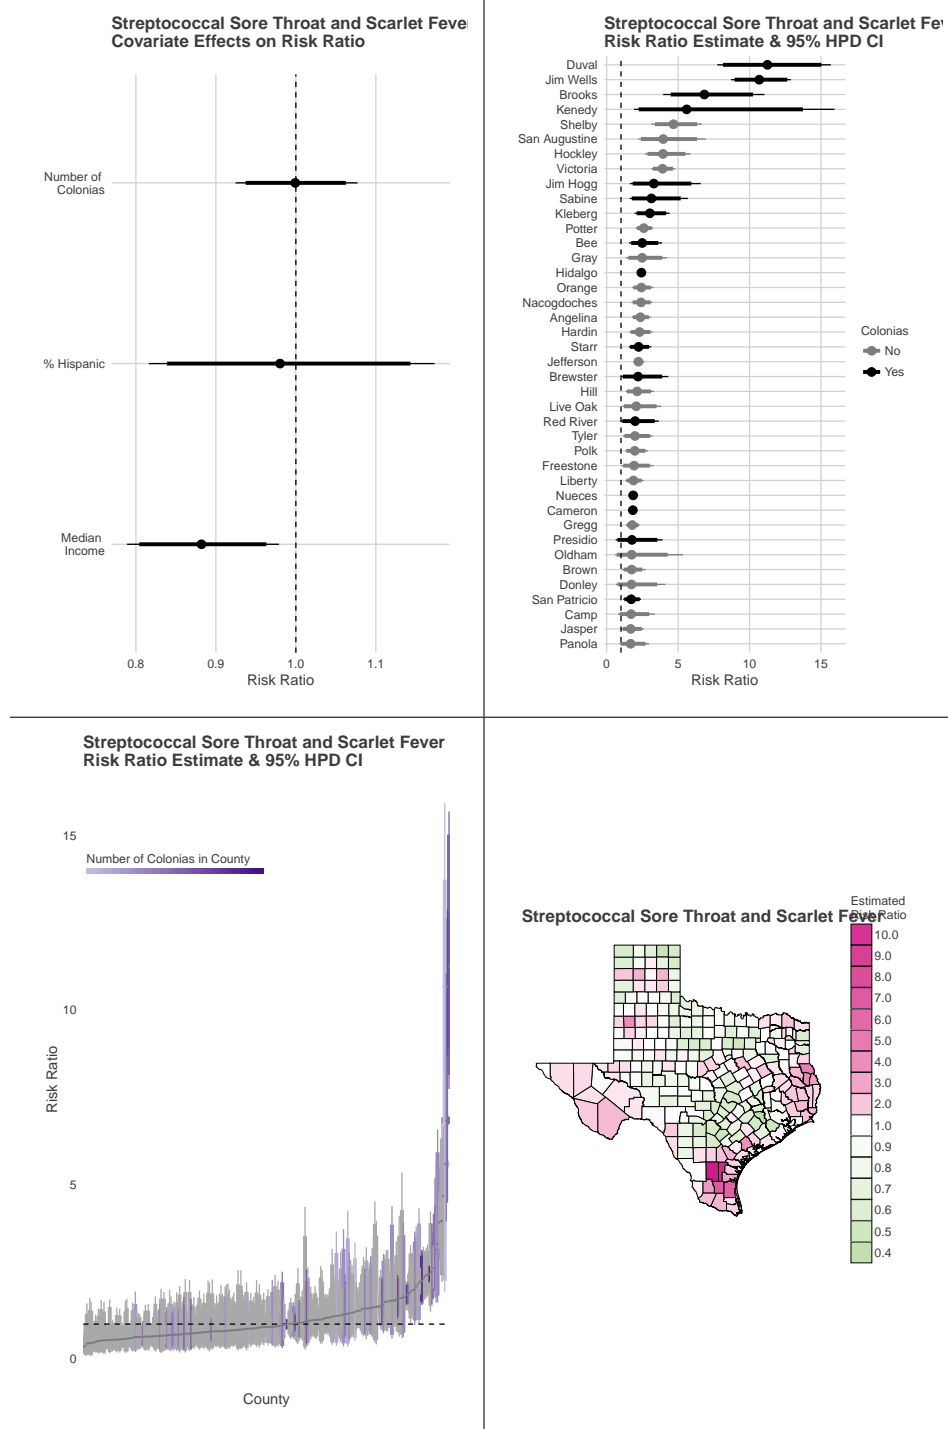 Streptococcal Sore Throat and Scarlet Feve
Covariate Effects on Risk Ratio
Number of
Colonias
% Hispanic
Median
Income
0.8
0.9
1.0
1.1
Risk Ratio
Streptococcal Sore Throat and Scarlet Fe
Risk Ratio Estimate & 95% HPD CI
Duval
Jim Wells
Brooks
Kenedy
Shelby
San Augustine
Hockley
Victoria
Jim Hogg
Sabine
Kleberg
Potter
Bee
Gray
Hidalgo
Orange
Nacogdoches
Angelina
Hardin
Starr
Jefferson
Brewster
Hill
Live Oak
Red River
Tyler
Polk
Freestone
Liberty
Nueces
Cameron
Gregg
Presidio
Oldham
Brown
Donley
San Patricio
Camp
Jasper
Panola
0
5
10
15
Risk Ratio
Colonias
No
Yes
Streptococcal Sore Throat and Scarlet Fever
Risk Ratio Estimate & 95% HPD CI
15
10
5
0
Risk Ratio
Number of Colonias in County
County
Streptococcal Sore Throat and Scarlet Fever
Estimated
Risk Ratio
10.0
9.0
8.0
7.0
6.0
5.0
4.0
3.0
2.0
1.0
0.9
0.8
0.7
0.6
0.5
0.4